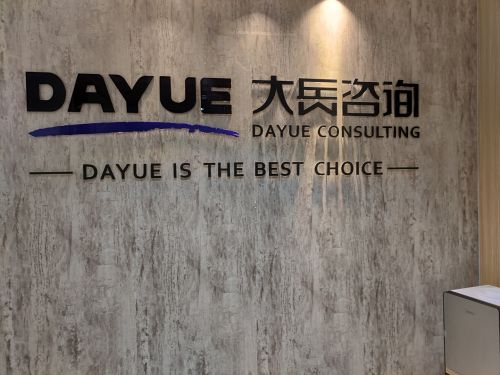 DAYUE 大岳咨询
DAYUE CONSULTING
DAYUE IS THE BEST CHOICE